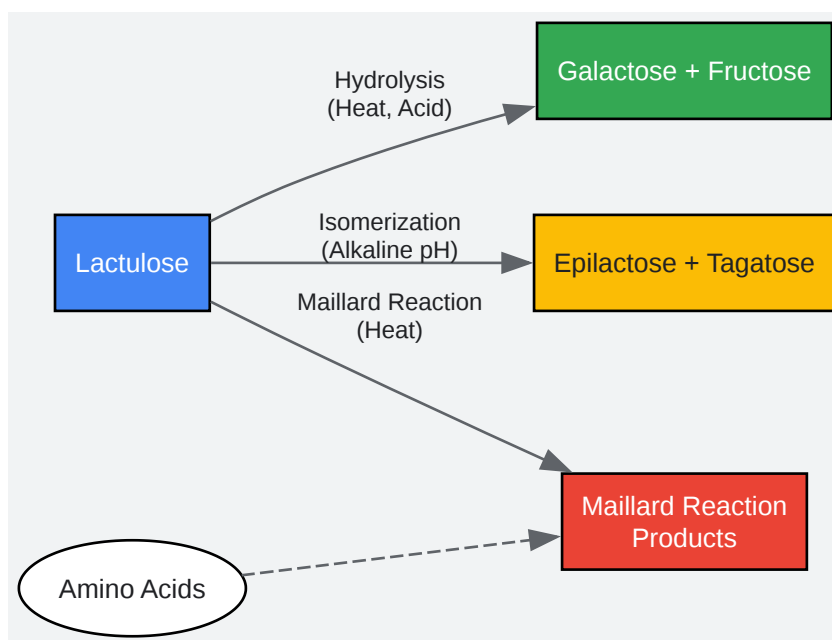 Hydrolysis
(Heat, Acid)
Galactose + Fructose
Lactulose
Isomerization
(Alkaline pH)
Epilactose + Tagatose
Maillard Reaction
(Heat)
Maillard Reaction
Products
Amino Acids